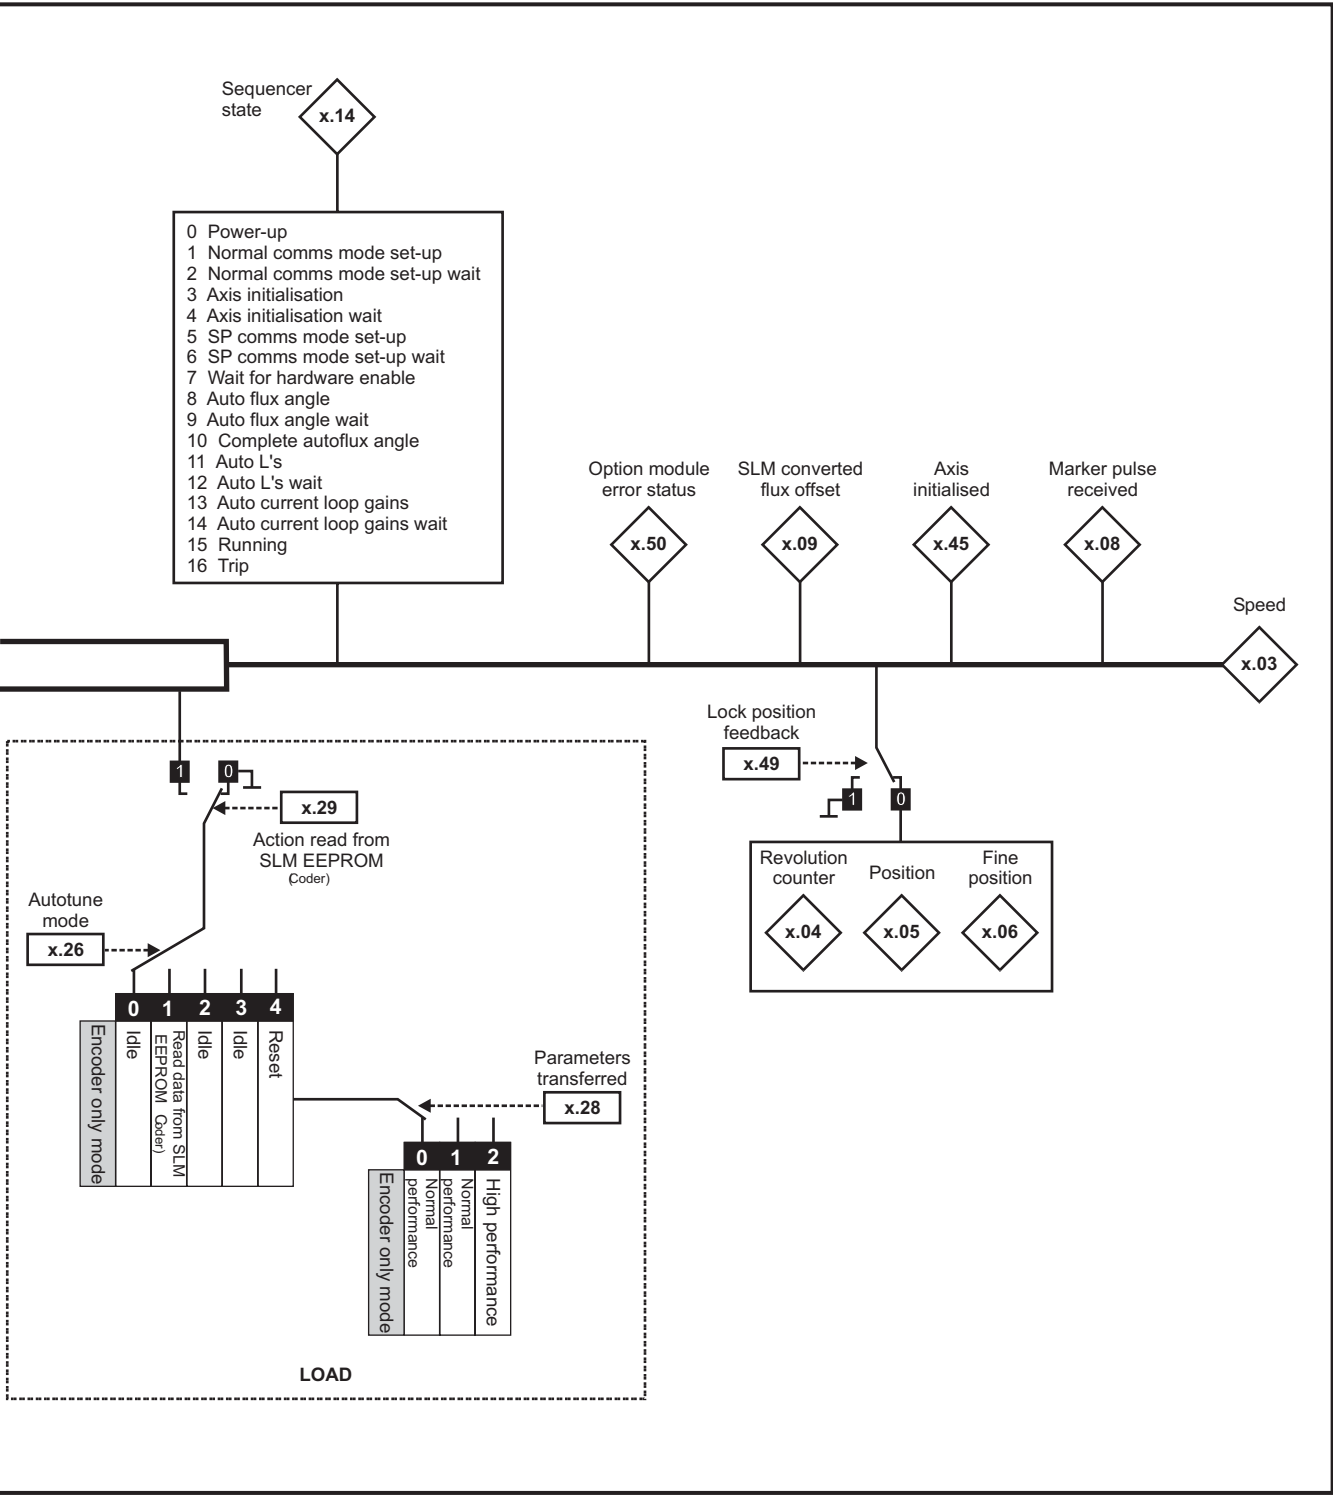 Sequencer
state
x.14
0 Power-up
1 Normal comms mode set-up
2 Normal comms mode set-up wait
3 Axis initialisation
4 Axis initialisation wait
5 SP comms mode set-up
6 SP comms mode set-up wait
7 Wait for hardware enable
8 Auto flux angle
9 Auto flux angle wait
10 Complete autoflux angle
11 Auto L's
12 Auto L's wait
13 Auto current loop gains
14 Auto current loop gains wait
15 Running
16 Trip
Option module
error status
x.50
SLM converted
flux offset
x.09
Axis
initialised
x.45
Marker pulse
received
x.08
Speed
x.03
Lock position
feedback
x.49
1
0
Revolution
counter
x.04
Position
x.05
Fine
position
x.06
1
0
x.29
Action read from
SLM EEPROM
(Coder)
Autotune
mode
x.26
0 1 2 3 4
Encoder only mode
Idle
Read data from SLM
EEPROM Coder)
Idle
Idle
Reset
Parameters
transferred
x.28
0 1 2
Encoder only mode
Normal
performance
Normal
performance
High performance
LOAD